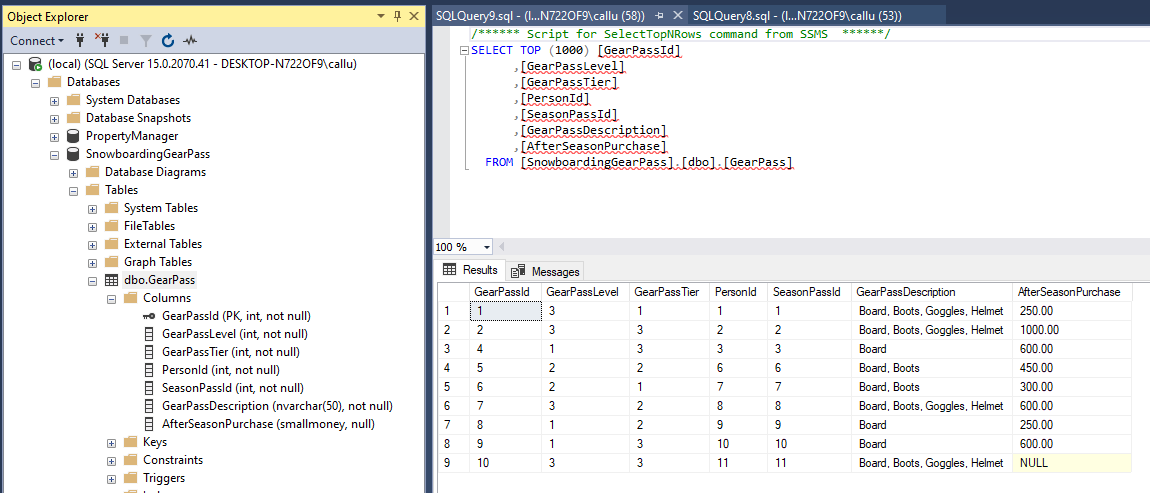 Object Explorer
Connect
(local) (SQL Server 15.0.2070.41 - DESKTOP-N722OF9\callu)
Databases
System Databases
Database Snapshots
PropertyManager
SnowboardingGearPass
Database Diagrams
Tables
System Tables
FileTables
External Tables
Graph Tables
dbo.GearPass
Columns
GearPassId (PK, int, not null)
GearPassLevel (int, not null)
GearPassTier (int, not null)
PersonId (int, not null)
SeasonPassId (int, not null)
GearPassDescription (nvarchar(50), not null)
AfterSeasonPurchase (smallmoney, null)
Keys
Constraints
Triggers
SQLQuery9.sql - (l...N722OF9\callu (58)) SQLQuery8.sql - (l...N722OF9\callu (53))
/****** Script for SelectTopNRows command from SSMS  ******/
SELECT TOP (1000) [GearPassId]
,[GearPassLevel]
,[GearPassTier]
,[PersonId]
,[SeasonPassId]
,[GearPassDescription]
,[AfterSeasonPurchase]
FROM [SnowboardingGearPass].[dbo].[GearPass]
100 %
Results Messages
GearPassId GearPassLevel GearPassTier PersonId SeasonPassId GearPassDescription AfterSeasonPurchase
1 1 3 1 1 1 Board, Boots, Goggles, Helmet 250.00
2 2 3 3 2 2 Board, Boots, Goggles, Helmet 1000.00
3 4 1 3 3 3 Board 600.00
4 5 2 2 6 6 Board, Boots 450.00
5 6 2 1 7 7 Board, Boots 300.00
6 7 3 2 8 8 Board, Boots, Goggles, Helmet 600.00
7 8 1 2 9 9 Board 250.00
8 9 1 3 10 10 Board 600.00
9 10 3 3 11 11 Board, Boots, Goggles, Helmet NULL